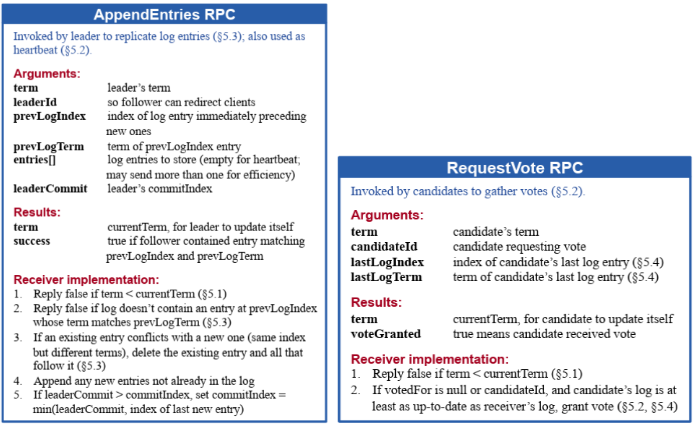 AppendEntries RPC
Invoked by leader to replicate log entries (§5.3); also used as
heartbeat (§5.2).
Arguments:
term leader's term
leaderId so follower can redirect clients
prevLogIndex index of log entry immediately preceding
new ones
prevLogTerm term of prevLogIndex entry
entries[] log entries to store (empty for heartbeat;
may send more than one for efficiency)
leaderCommit leader's commitIndex
Results:
term currentTerm, for leader to update itself
success true if follower contained entry matching
prevLogIndex and prevLogTerm
Receiver implementation:
1. Reply false if term < currentTerm (§5.1)
2. Reply false if log doesn't contain an entry at prevLogIndex
whose term matches prevLogTerm (§5.3)
3. If an existing entry conflicts with a new one (same index
but different terms), delete the existing entry and all that
follow it (§5.3)
4. Append any new entries not already in the log
5. If leaderCommit > commitIndex, set commitIndex =
min(leaderCommit, index of last new entry)
RequestVote RPC
Invoked by candidates to gather votes (§5.2).
Arguments:
term candidate's term
candidateId candidate requesting vote
lastLogIndex index of candidate's last log entry (§5.4)
lastLogTerm term of candidate's last log entry (§5.4)
Results:
term currentTerm, for candidate to update itself
voteGranted true means candidate received vote
Receiver implementation:
1. Reply false if term < currentTerm (§5.1)
2. If votedFor is null or candidateId, and candidate's log is at
least as up-to-date as receiver's log, grant vote (§5.2, §5.4)